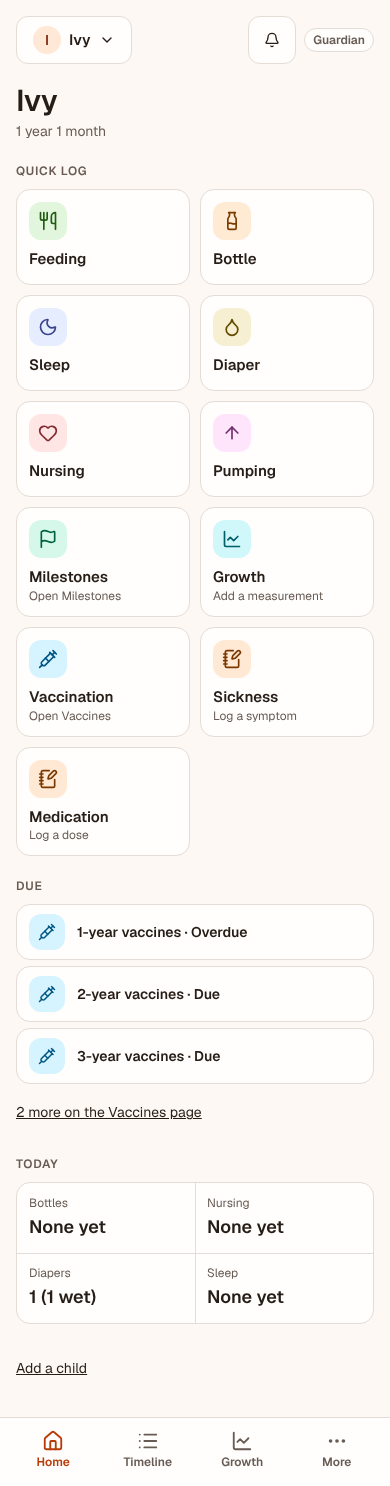 I Ivy
Guardian
Ivy
1 year 1 month
QUICK LOG
Feeding
Bottle
Sleep
Diaper
Nursing
Pumping
Milestones
Open Milestones
Growth
Add a measurement
Vaccination
Open Vaccines
Sickness
Log a symptom
Medication
Log a dose
DUE
1-year vaccines · Overdue
2-year vaccines · Due
3-year vaccines · Due
2 more on the Vaccines page
TODAY
Bottles
None yet
Nursing
None yet
Diapers
1 (1 wet)
Sleep
None yet
Add a child
Home
Timeline
Growth
More